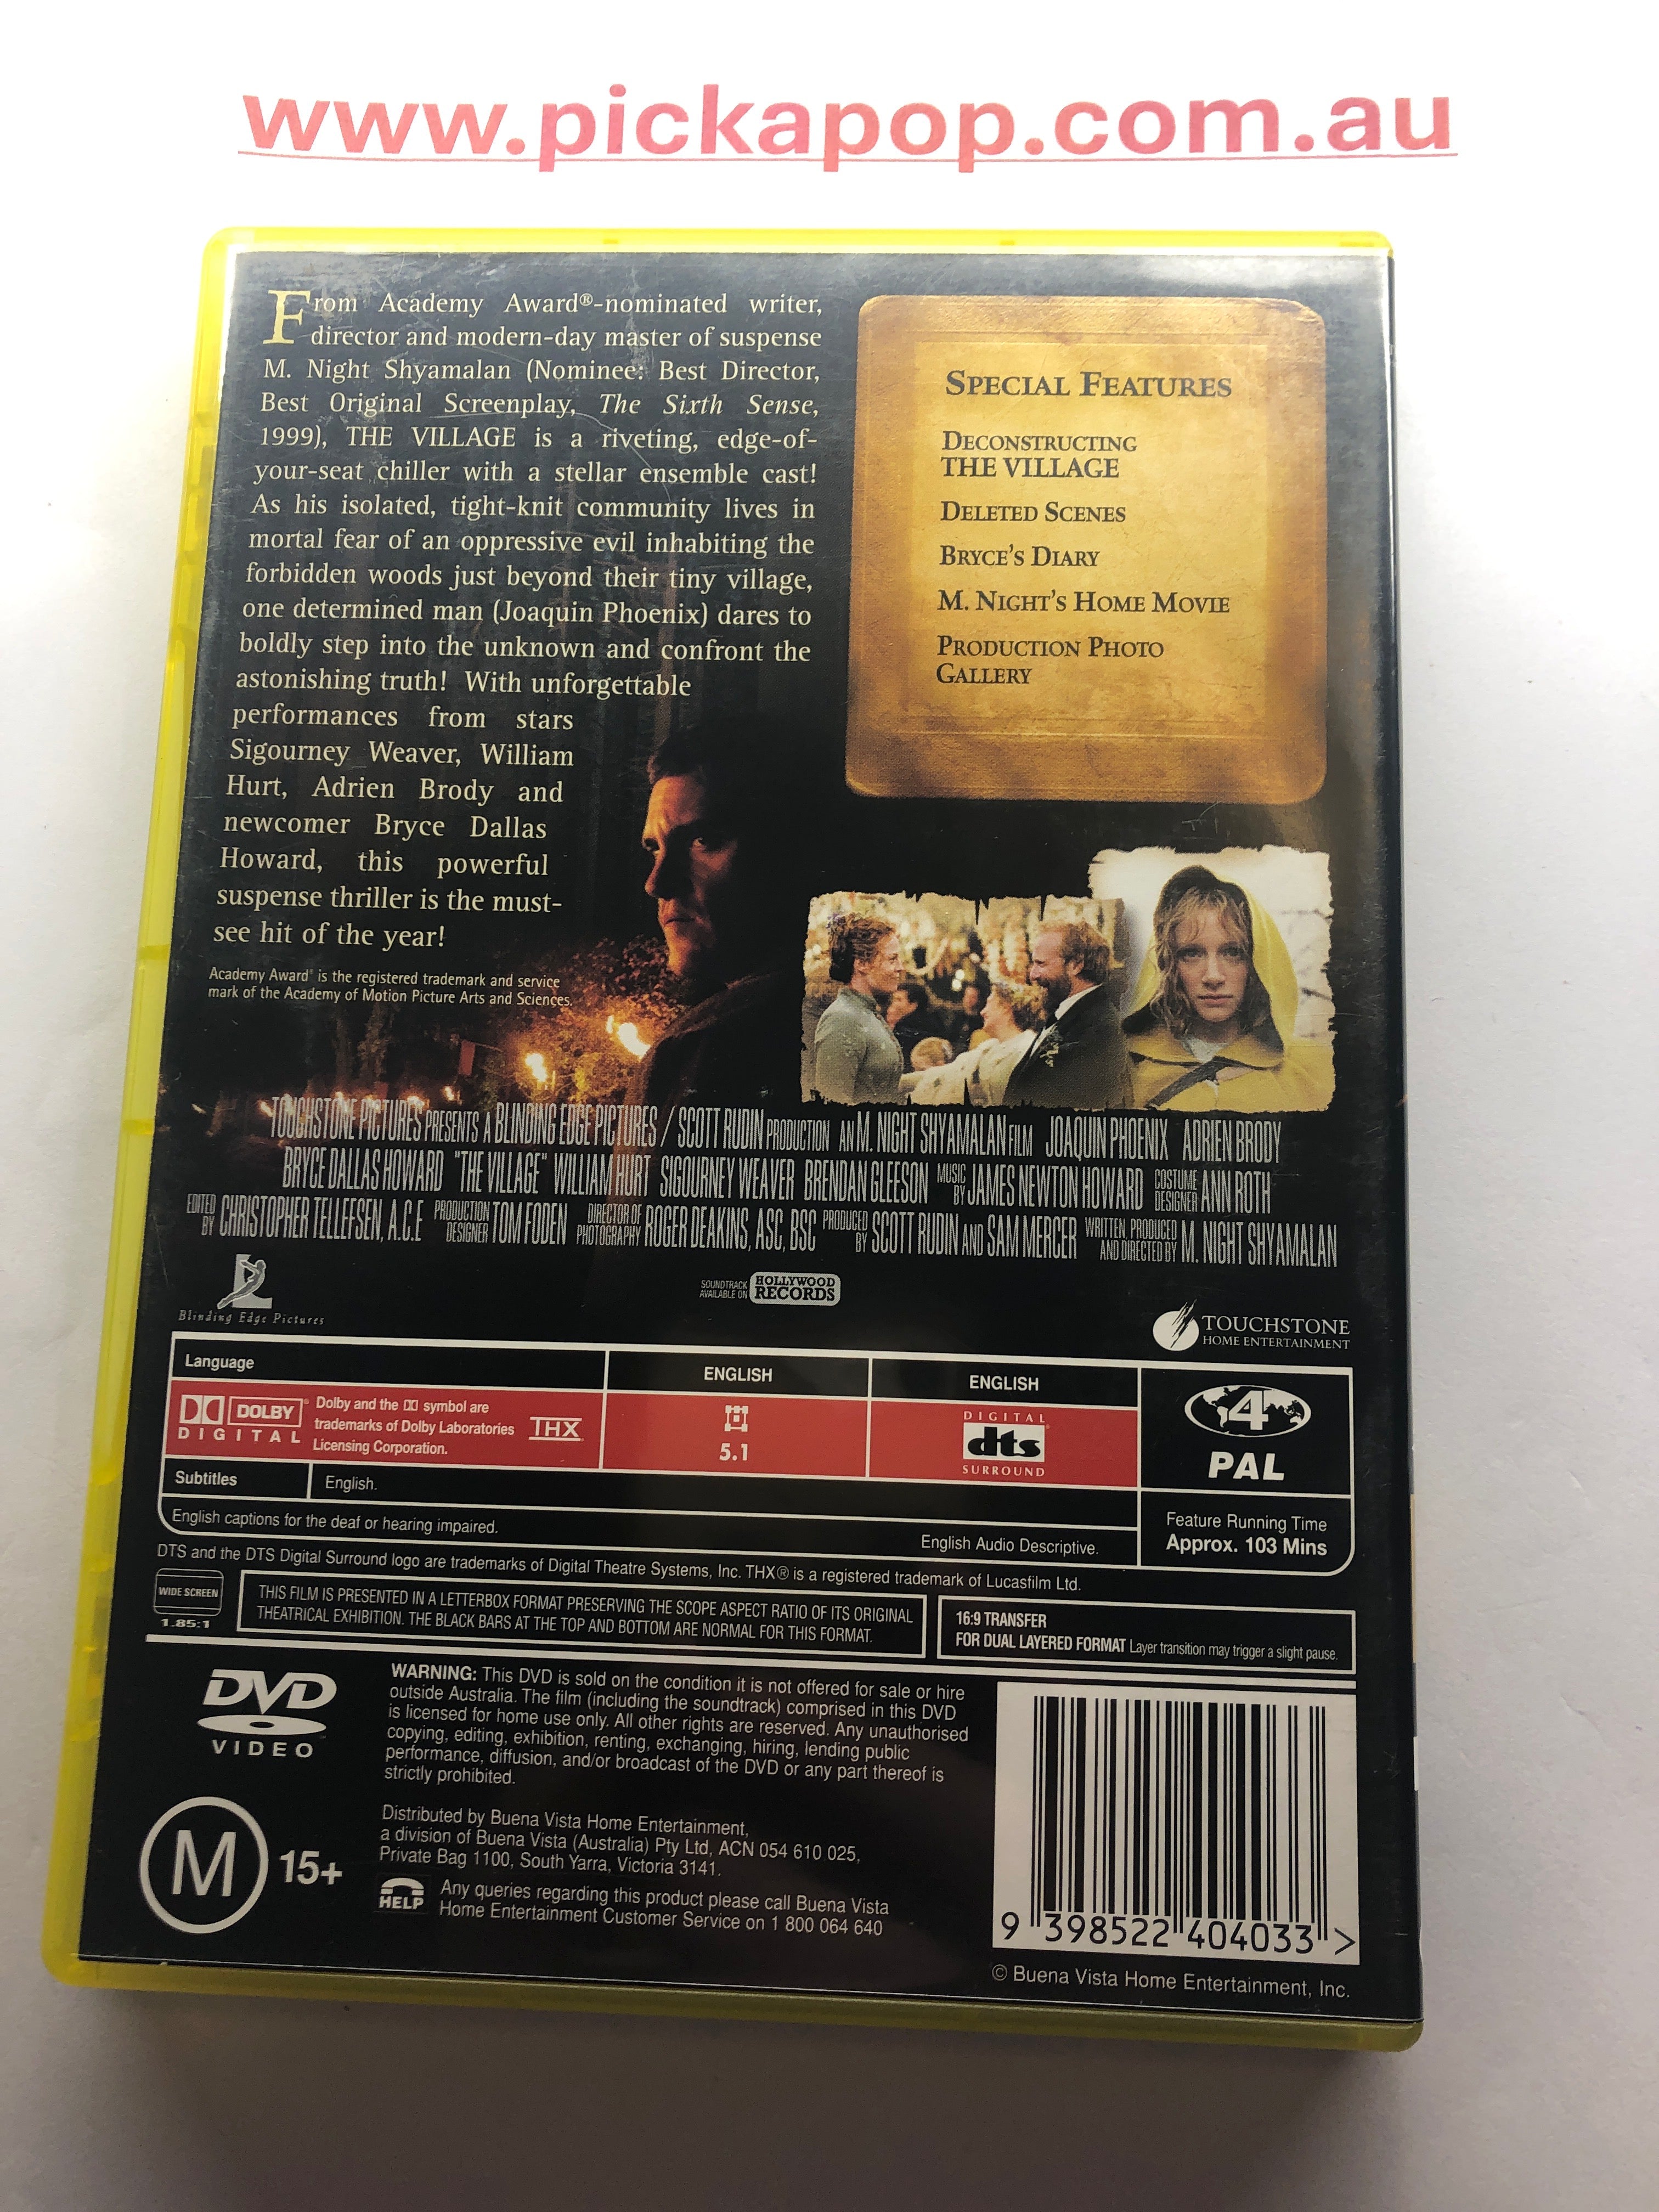 www.pickapop.com.au
From Academy Award®-nominated writer,
director and modern-day master of suspense
M. Night Shyamalan (Nominee: Best Director,
Best Original Screenplay, The Sixth Sense,
1999), THE VILLAGE is a riveting, edge-of-
your-seat chiller with a stellar ensemble cast!
As his isolated, tight-knit community lives in
mortal fear of an oppressive evil inhabiting the
forbidden woods just beyond their tiny village,
one determined man (Joaquin Phoenix) dares to
boldly step into the unknown and confront the
astonishing truth! With unforgettable
performances from stars
Sigourney Weaver, William
Hurt, Adrien Brody and
newcomer Bryce Dallas
Howard, this powerful
suspense thriller is the must-
see hit of the year!
Academy Award® is the registered trademark and service
mark of the Academy of Motion Picture Arts and Sciences.
SPECIAL FEATURES
DECONSTRUCTING
THE VILLAGE
DELETED SCENES
BRYCE'S DIARY
M. NIGHT'S HOME MOVIE
PRODUCTION PHOTO
GALLERY
TOUCHSTONE PICTURES PRESENTS A BLINDING EDGE PICTURES / SCOTT RUDIN PRODUCTION AN M. NIGHT SHYAMALAN FILM JOAQUIN PHOENIX ADRIEN BRODY
BRYCE DALLAS HOWARD "THE VILLAGE" WILLIAM HURT SIGOURNEY WEAVER BRENDAN GLEESON MUSIC BY JAMES NEWTON HOWARD COSTUME DESIGNER ANN ROTH
EDITED BY CHRISTOPHER TELLEFSEN, A.C.E PRODUCTION DESIGNER TOM FODEN DIRECTOR OF PHOTOGRAPHY ROGER DEAKINS, ASC, BSC PRODUCED BY SCOTT RUDIN AND SAM MERCER WRITTEN, PRODUCED AND DIRECTED BY M. NIGHT SHYAMALAN
Blinding Edge Pictures
SOUNDTRACK
AVAILABLE ON
HOLLYWOOD
RECORDS
TOUCHSTONE
HOME ENTERTAINMENT
Language
ENGLISH
ENGLISH
DOLBY
DIGITAL
Dolby and the DD symbol are
trademarks of Dolby Laboratories
Licensing Corporation.
THX
5.1
DIGITAL
dts
SURROUND
4
PAL
Subtitles
English.
English captions for the deaf or hearing impaired.
English Audio Descriptive.
Feature Running Time
Approx. 103 Mins
DTS and the DTS Digital Surround logo are trademarks of Digital Theatre Systems, Inc. THX® is a registered trademark of Lucasfilm Ltd.
WIDE SCREEN
1.85:1
THIS FILM IS PRESENTED IN A LETTERBOX FORMAT PRESERVING THE SCOPE ASPECT RATIO OF ITS ORIGINAL
THEATRICAL EXHIBITION. THE BLACK BARS AT THE TOP AND BOTTOM ARE NORMAL FOR THIS FORMAT.
16:9 TRANSFER
FOR DUAL LAYERED FORMAT Layer transition may trigger a slight pause.
DVD
VIDEO
WARNING: This DVD is sold on the condition it is not offered for sale or hire
outside Australia. The film (including the soundtrack) comprised in this DVD
is licensed for home use only. All other rights are reserved. Any unauthorised
copying, editing, exhibition, renting, exchanging, hiring, lending public
performance, diffusion, and/or broadcast of the DVD or any part thereof is
strictly prohibited.
M 15+
Distributed by Buena Vista Home Entertainment,
a division of Buena Vista (Australia) Pty Ltd, ACN 054 610 025,
Private Bag 1100, South Yarra, Victoria 3141.
HELP
Any queries regarding this product please call Buena Vista
Home Entertainment Customer Service on 1 800 064 640
9 398522 404033 >
© Buena Vista Home Entertainment, Inc.